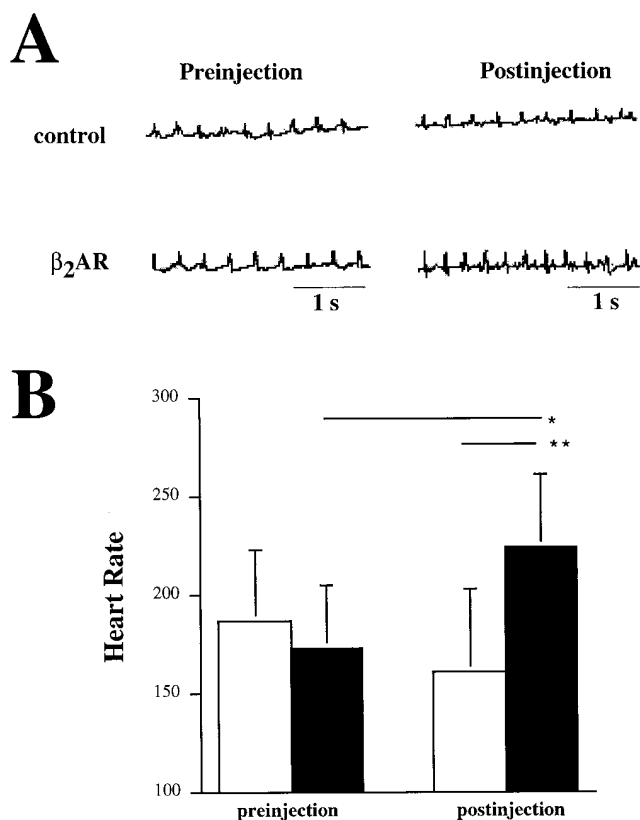 A
Preinjection Postinjection
control
β₂AR
1 s 1 s
B
300
*
**
250
Heart Rate
200
150
100
preinjection postinjection